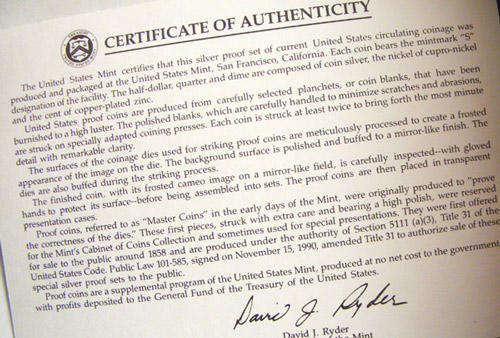 CERTIFICATE OF AUTHENTICITY
The United States Mint certifies that this silver proof set of current United States circulating coinage was
produced and packaged at the United States Mint, San Francisco, California. Each coin bears the mintmark "S"
designation of the facility. The half-dollar, quarter and dime are composed of coin silver, the nickel of cupro-nickel
and the cent of copper-plated zinc.
United States proof coins are produced from carefully selected planchets, or coin blanks, that have been
burnished to a high luster. The polished blanks, which are carefully handled to minimize scratches and abrasions,
are struck on specially adapted coining presses. Each coin is struck at least twice to bring forth the most minute
detail with remarkable clarity.
The surfaces of the coinage dies used for striking proof coins are meticulously processed to create a frosted
appearance of the image on the die. The background surface is polished and buffed to a mirror-like finish. The
dies are also buffed during the striking process.
The finished coin, with its frosted cameo image on a mirror-like field, is carefully inspected--with gloved
hands to protect its surface--before being assembled into sets. The proof coins are then placed in transparent
presentation cases.
Proof coins, referred to as "Master Coins" in the early days of the Mint, were originally produced to "prove
the correctness of the dies." These first pieces, struck with extra care and bearing a high polish, were reserved
for the Mint's Cabinet of Coins Collection and sometimes used for special presentations. They were first offered
for sale to the public around 1858 and are produced under the authority of Section 5111 (a)(3), Title 31 of the
United States Code. Public Law 101-585, signed on November 15, 1990, amended Title 31 to authorize sale of these
special silver proof sets to the public.
Proof coins are a supplemental program of the United States Mint, produced at no net cost to the government
with profits deposited to the General Fund of the Treasury of the United States.
David J. Ryder
David J. Ryder
of the Mint